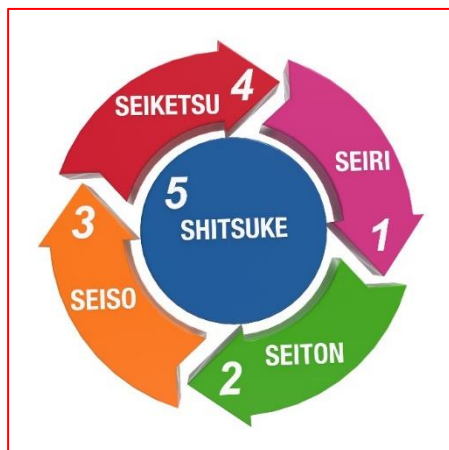 SEIRI
1
SEITON
2
SEISO
3
SEIKETSU
4
5
SHITSUKE